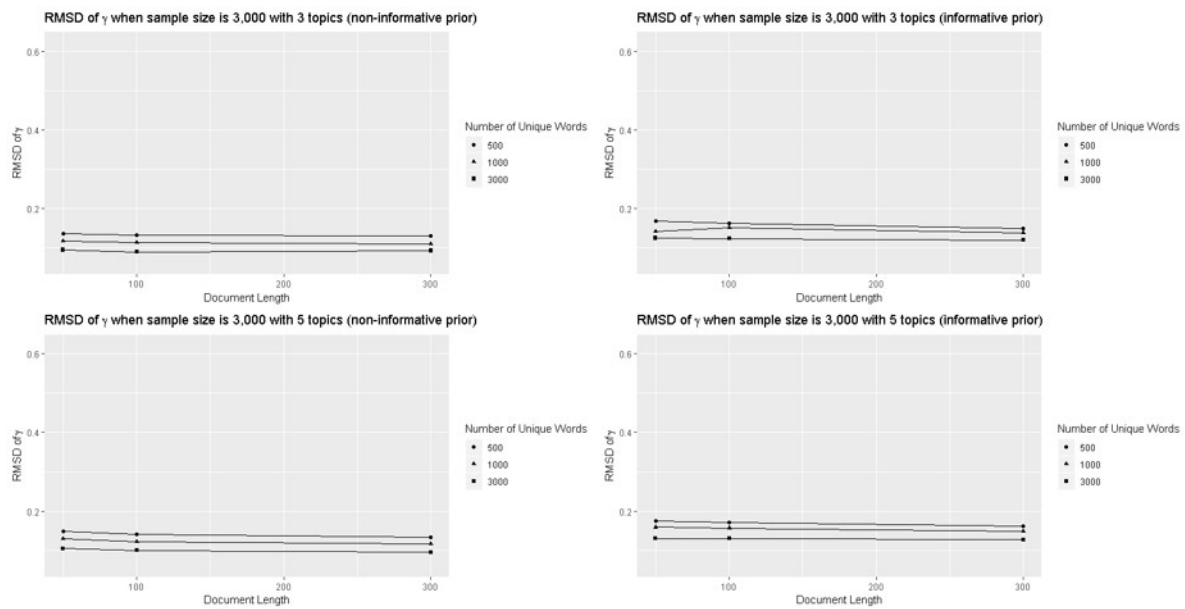 RMSD of γ when sample size is 3,000 with 3 topics (non-informative prior)
0.6
0.4
0.2
RMSD of γ
100
200
300
Document Length
Number of Unique Words
500
1000
3000
RMSD of γ when sample size is 3,000 with 3 topics (informative prior)
0.6
0.4
0.2
RMSD of γ
100
200
300
Document Length
Number of Unique Words
500
1000
3000
RMSD of γ when sample size is 3,000 with 5 topics (non-informative prior)
0.6
0.4
0.2
RMSD of γ
100
200
300
Document Length
Number of Unique Words
500
1000
3000
RMSD of γ when sample size is 3,000 with 5 topics (informative prior)
0.6
0.4
0.2
RMSD of γ
100
200
300
Document Length
Number of Unique Words
500
1000
3000